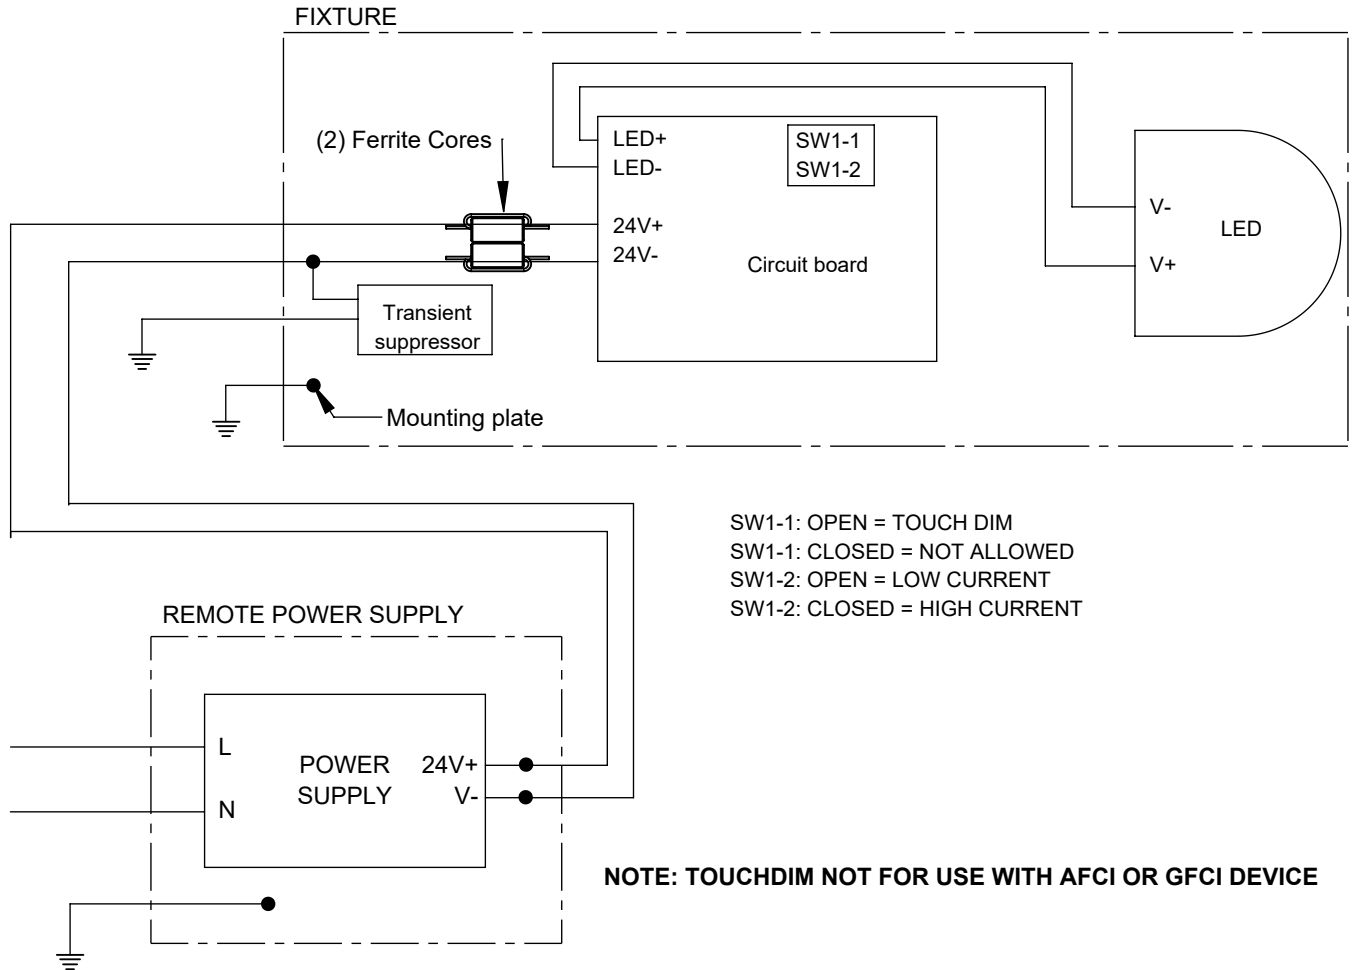 FIXTURE
(2) Ferrite Cores
LED+
LED-
SW1-1
SW1-2
24V+
24V-
Circuit board
V-
V+
LED
Transient
suppressor
Mounting plate
SW1-1: OPEN = TOUCH DIM
SW1-1: CLOSED = NOT ALLOWED
SW1-2: OPEN = LOW CURRENT
SW1-2: CLOSED = HIGH CURRENT
REMOTE POWER SUPPLY
L
N
POWER
SUPPLY
24V+
V-
NOTE: TOUCHDIM NOT FOR USE WITH AFCI OR GFCI DEVICE